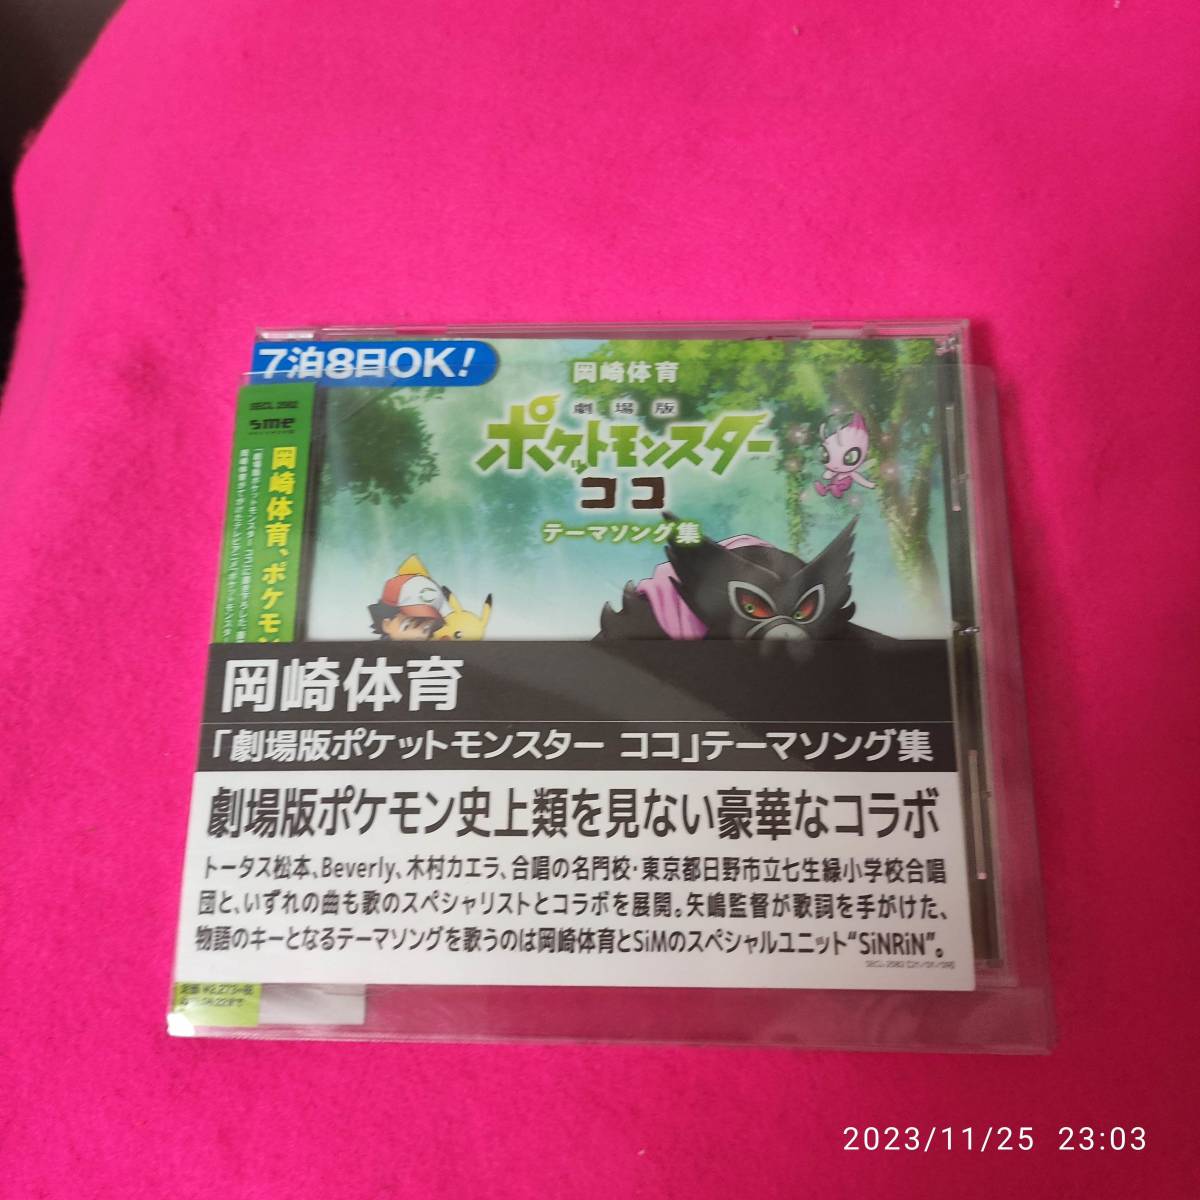 7泊8日OK!
SECL 2582
sme
岡崎体育、ポケモン
岡崎体育
劇場版
ポケットモンスター
ココ
テーマソング集
岡崎体育
「劇場版ポケットモンスター ココ」テーマソング集
劇場版ポケモン史上類を見ない豪華なコラボ
トータス松本、Beverly、木村カエラ、合唱の名門校・東京都日野市立七生緑小学校合唱
団と、いずれの曲も歌のスペシャリストとコラボを展開。矢嶋監督が歌詞を手がけた、
物語のキーとなるテーマソングを歌うのは岡崎体育とSiMのスペシャルユニット“SiNRiN”。
2023/11/25 23:03